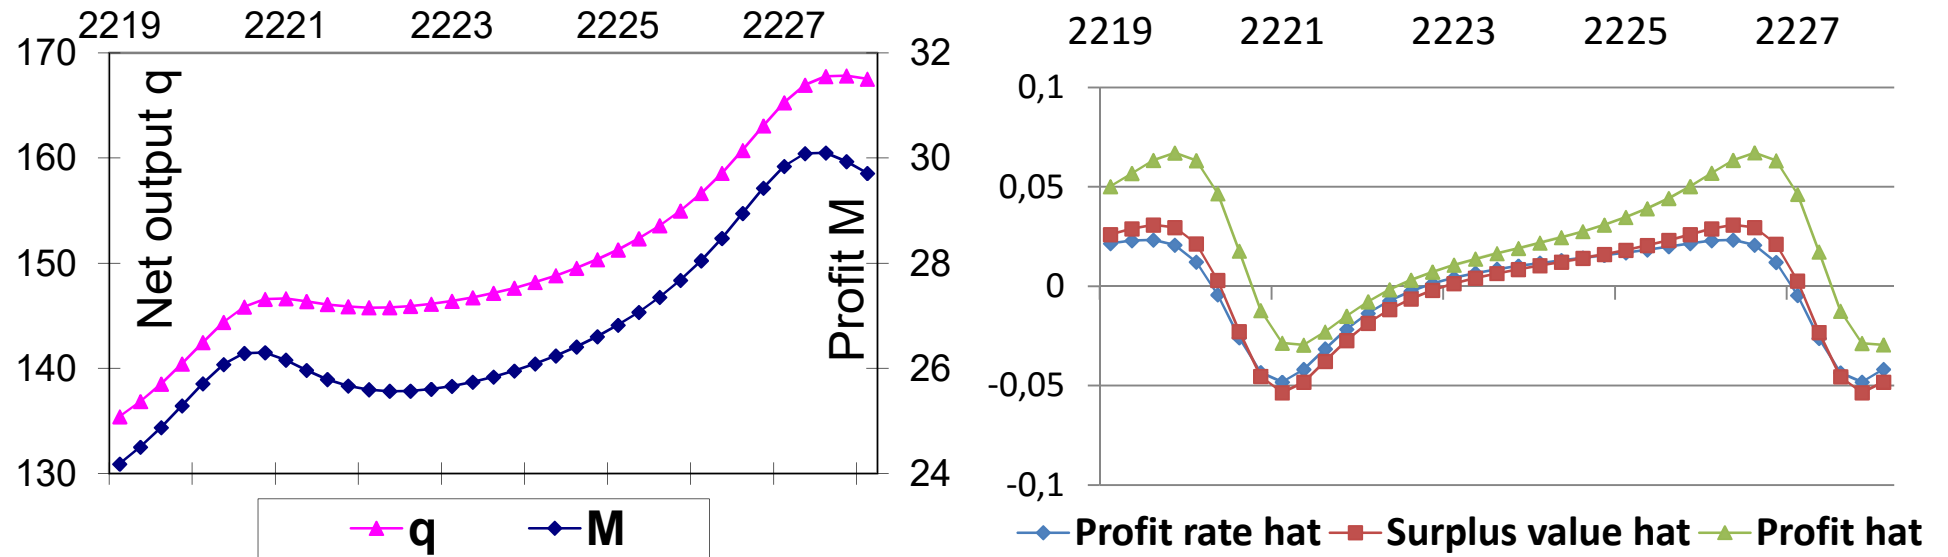 2219 2221 2223 2225 2227
170 32
160 30
150 28
140 26
130 24
Net output q
Profit M
q M
2219 2221 2223 2225 2227
0,1
0,05
0
-0,05
-0,1
Profit rate hat Surplus value hat Profit hat